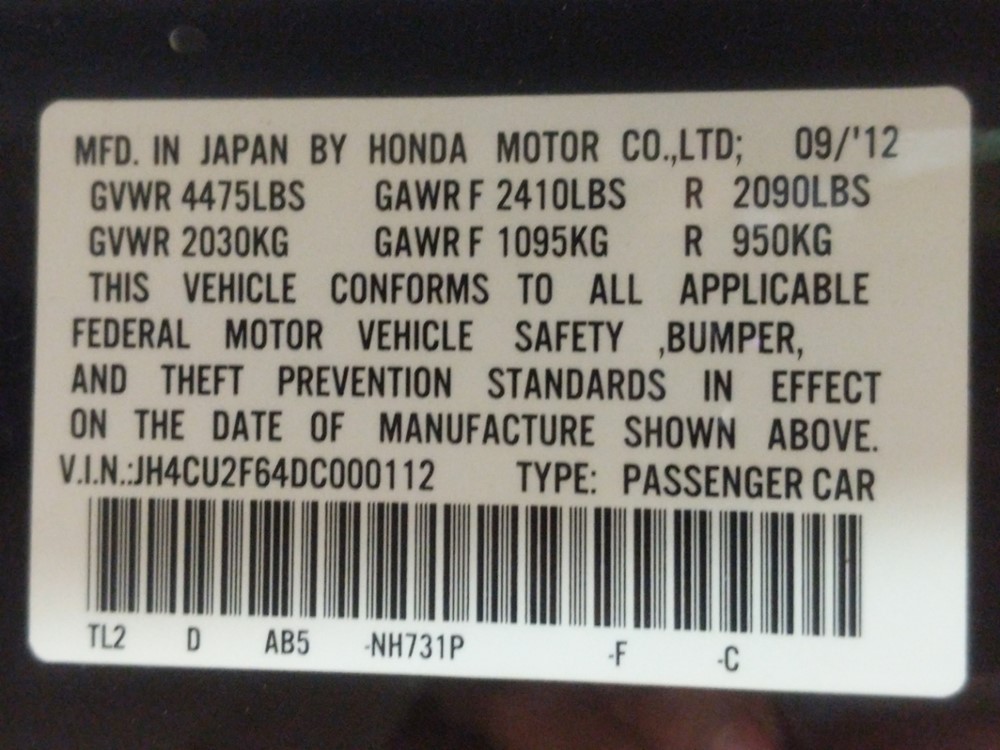 MFD. IN JAPAN BY HONDA MOTOR CO.,LTD; 09/'12
GVWR 4475LBS GAWR F 2410LBS R 2090LBS
GVWR 2030KG GAWR F 1095KG R 950KG
THIS VEHICLE CONFORMS TO ALL APPLICABLE
FEDERAL MOTOR VEHICLE SAFETY ,BUMPER,
AND THEFT PREVENTION STANDARDS IN EFFECT
ON THE DATE OF MANUFACTURE SHOWN ABOVE.
V.I.N.:JH4CU2F64DC000112 TYPE: PASSENGER CAR
TL2 D AB5 -NH731P -F -C